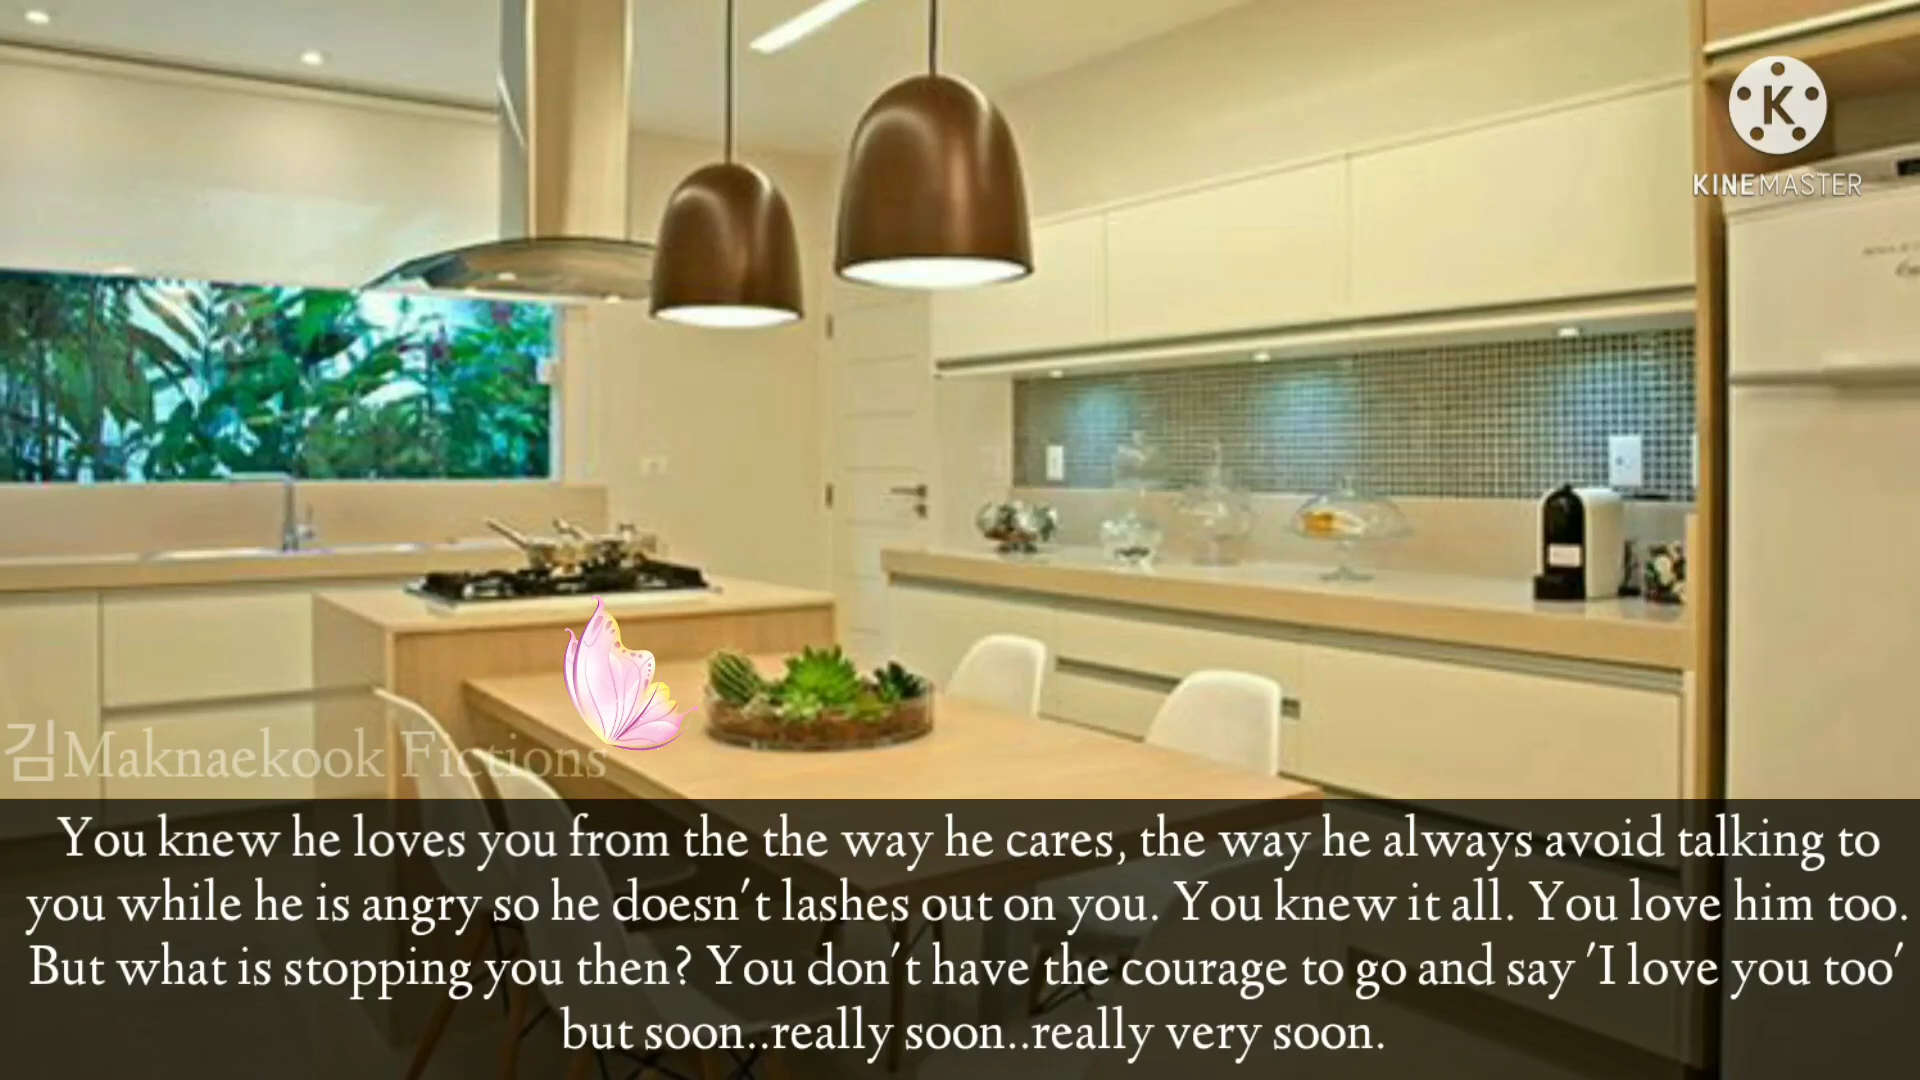 K
KINEMASTER
김Maknaekook Fictions
You knew he loves you from the the way he cares, the way he always avoid talking to
you while he is angry so he doesn't lashes out on you. You knew it all. You love him too.
But what is stopping you then? You don't have the courage to go and say 'I love you too'
but soon..really soon..really very soon.